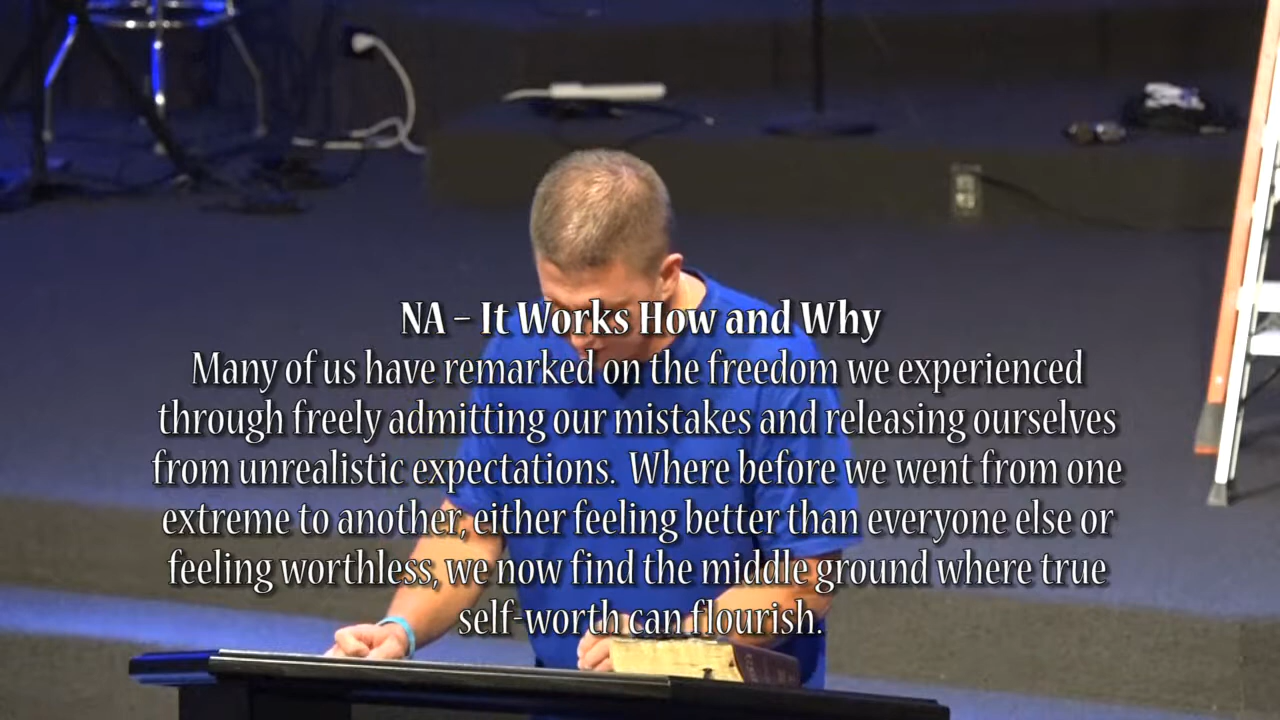 NA – It Works How and Why
Many of us have remarked on the freedom we experienced
through freely admitting our mistakes and releasing ourselves
from unrealistic expectations.  Where before we went from one
extreme to another, either feeling better than everyone else or
feeling worthless, we now find the middle ground where true
self-worth can flourish.